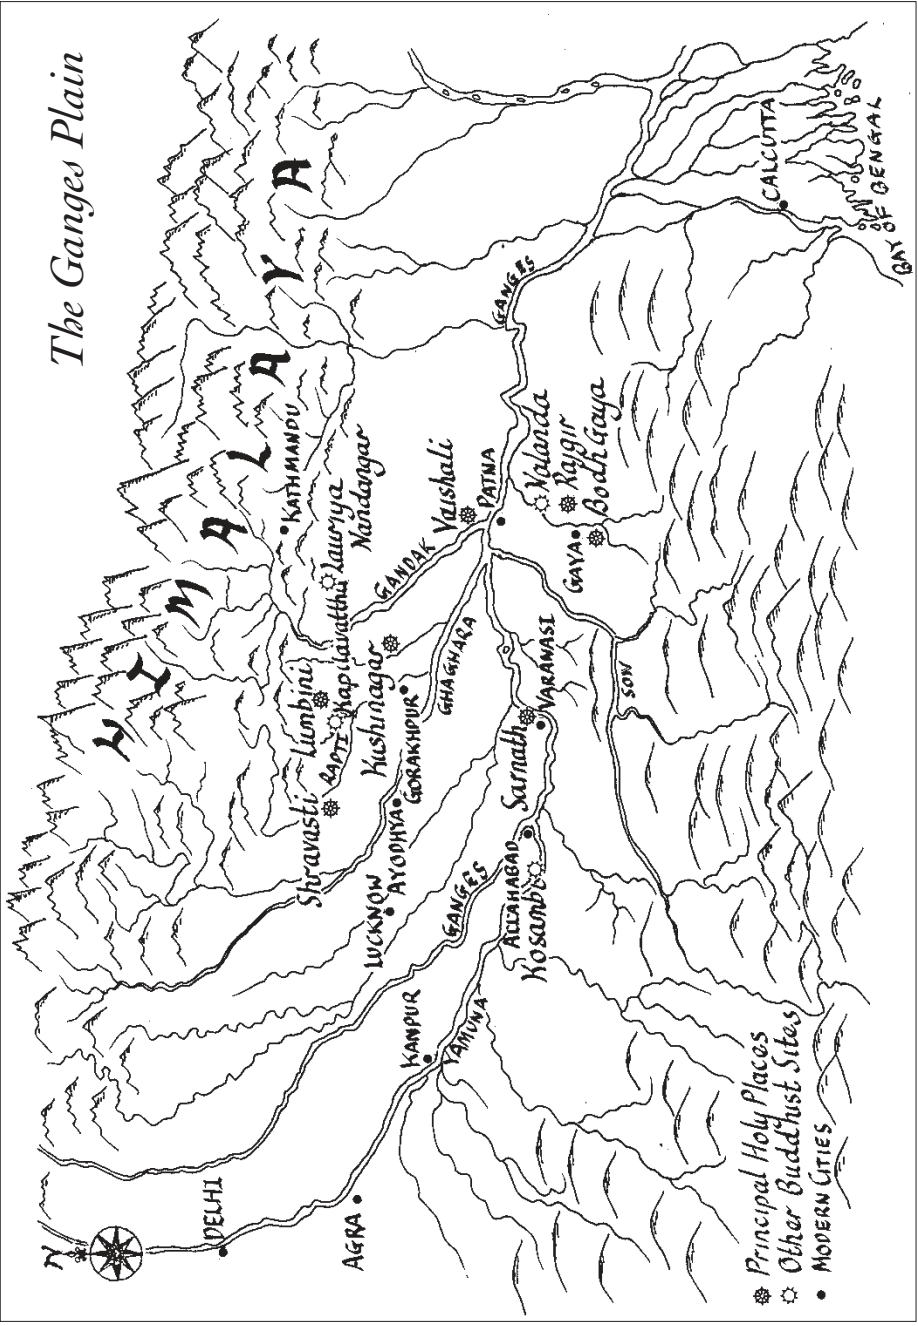 The Ganges Plain
N
HIMALAYA
DELHI
AGRA
KANPUR
YAMUNA
LUCKNOW
GANGES
ALLAHABAD
Kosambi
AYODHYA
Shravasti
RAPTI
Lumbini
Kapilavatthu
Kushinagar
GORAKHPUR
GHAGHARA
Sarnath
VARANASI
SON
KATHMANDU
Lauriya
Nandangar
GANDAK
Vaishali
PATNA
Nalanda
Rajgir
Bodh Gaya
GAYA
GANGES
CALCUTTA
BAY
OF BENGAL
Principal Holy Places
Other Buddhist Sites
MODERN CITIES